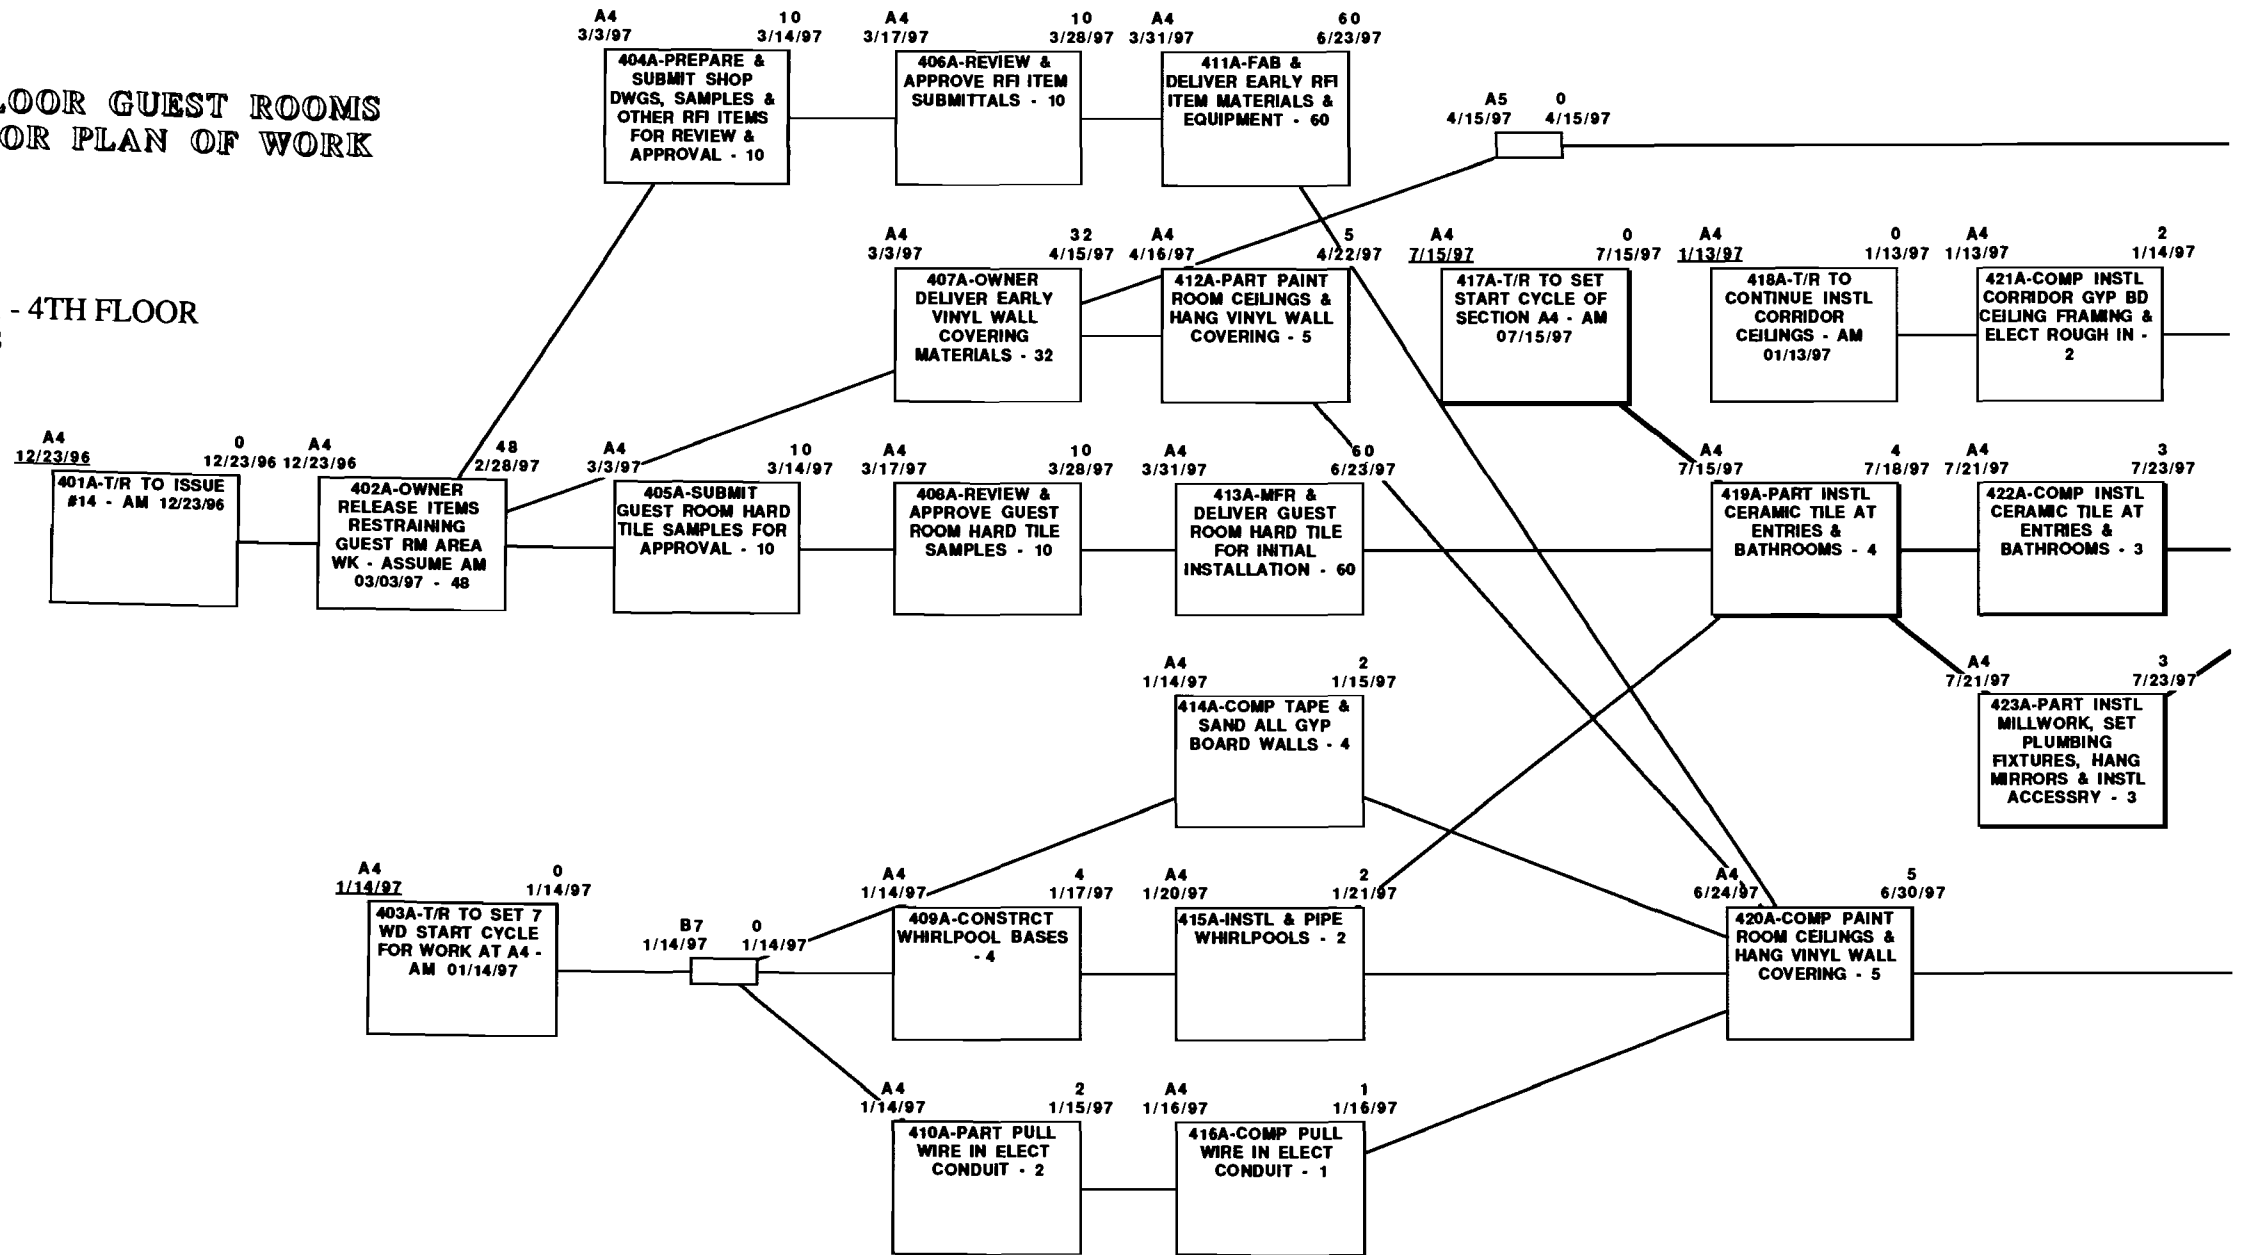 A4 10 A4 10 A4 60
3/3/97 3/14/97 3/17/97 3/28/97 3/31/97 6/23/97
404A-PREPARE &
SUBMIT SHOP
DWGS, SAMPLES &
OTHER RFI ITEMS
FOR REVIEW &
APPROVAL - 10
406A-REVIEW &
APPROVE RFI ITEM
SUBMITTALS - 10
411A-FAB &
DELIVER EARLY RFI
ITEM MATERIALS &
EQUIPMENT - 60
LOOR GUEST ROOMS
OR PLAN OF WORK
A5 0
4/15/97 4/15/97
- 4TH FLOOR
A4 32 A4 5 A4 0 A4 0 A4 2
3/3/97 4/15/97 4/16/97 4/22/97 7/15/97 7/15/97 1/13/97 1/13/97 1/13/97 1/14/97
407A-OWNER
DELIVER EARLY
VINYL WALL
COVERING
MATERIALS - 32
412A-PART PAINT
ROOM CEILINGS &
HANG VINYL WALL
COVERING - 5
417A-T/R TO SET
START CYCLE OF
SECTION A4 - AM
07/15/97
418A-T/R TO
CONTINUE INSTL
CORRIDOR
CEILINGS - AM
01/13/97
421A-COMP INSTL
CORRIDOR GYP BD
CEILING FRAMING &
ELECT ROUGH IN -
2
A4 0 A4 48 A4 10 A4 10 A4 60 A4 4 A4 3
12/23/96 12/23/96 12/23/96 2/28/97 3/3/97 3/14/97 3/17/97 3/28/97 3/31/97 6/23/97 7/15/97 7/18/97 7/21/97 7/23/97
401A-T/R TO ISSUE
#14 - AM 12/23/96
402A-OWNER
RELEASE ITEMS
RESTRAINING
GUEST RM AREA
WK - ASSUME AM
03/03/97 - 48
405A-SUBMIT
GUEST ROOM HARD
TILE SAMPLES FOR
APPROVAL - 10
408A-REVIEW &
APPROVE GUEST
ROOM HARD TILE
SAMPLES - 10
413A-MFR &
DELIVER GUEST
ROOM HARD TILE
FOR INITIAL
INSTALLATION - 60
419A-PART INSTL
CERAMIC TILE AT
ENTRIES &
BATHROOMS - 4
422A-COMP INSTL
CERAMIC TILE AT
ENTRIES &
BATHROOMS - 3
A4 2 A4 3
1/14/97 1/15/97 7/21/97 7/23/97
414A-COMP TAPE &
SAND ALL GYP
BOARD WALLS - 4
423A-PART INSTL
MILLWORK, SET
PLUMBING
FIXTURES, HANG
MIRRORS & INSTL
ACCESSRY - 3
A4 0 B7 0 A4 4 A4 2 A4 5
1/14/97 1/14/97 1/14/97 1/14/97 1/14/97 1/17/97 1/20/97 1/21/97 6/24/97 6/30/97
403A-T/R TO SET 7
WD START CYCLE
FOR WORK AT A4 -
AM 01/14/97
409A-CONSTRCT
WHIRLPOOL BASES
- 4
415A-INSTL & PIPE
WHIRLPOOLS - 2
420A-COMP PAINT
ROOM CEILINGS &
HANG VINYL WALL
COVERING - 5
A4 2 A4 1
1/14/97 1/15/97 1/16/97 1/16/97
410A-PART PULL
WIRE IN ELECT
CONDUIT - 2
416A-COMP PULL
WIRE IN ELECT
CONDUIT - 1